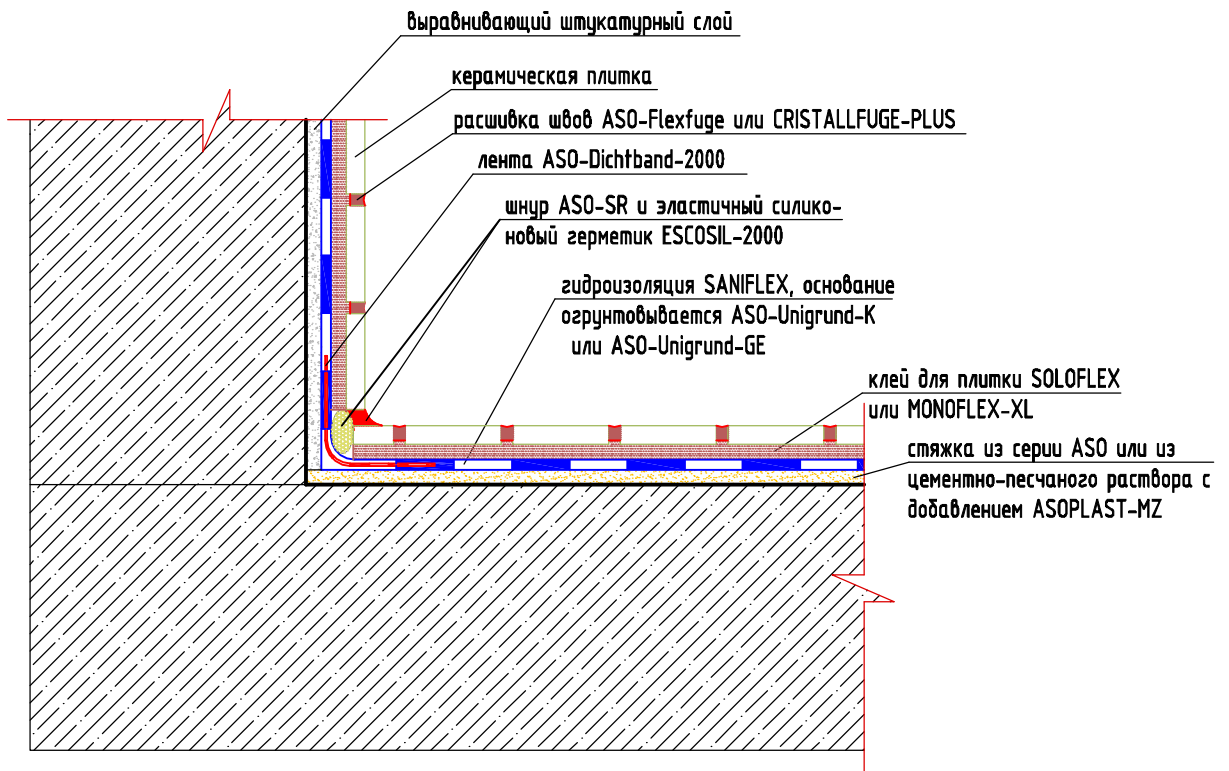 выравнивающий штукатурный слой
керамическая плитка
расшивка швов ASO-Flexfuge или CRISTALLFUGE-PLUS
лента ASO-Dichtband-2000
шнур ASO-SR и эластичный силико-
новый герметик ESCOSIL-2000
гидроизоляция SANIFLEX, основание
огрунтовывается ASO-Unigrund-K
или ASO-Unigrund-GE
клей для плитки SOLOFLEX
или MONOFLEX-XL
стяжка из серии ASO или из
цементно-песчаного раствора с
добавлением ASOPLAST-MZ